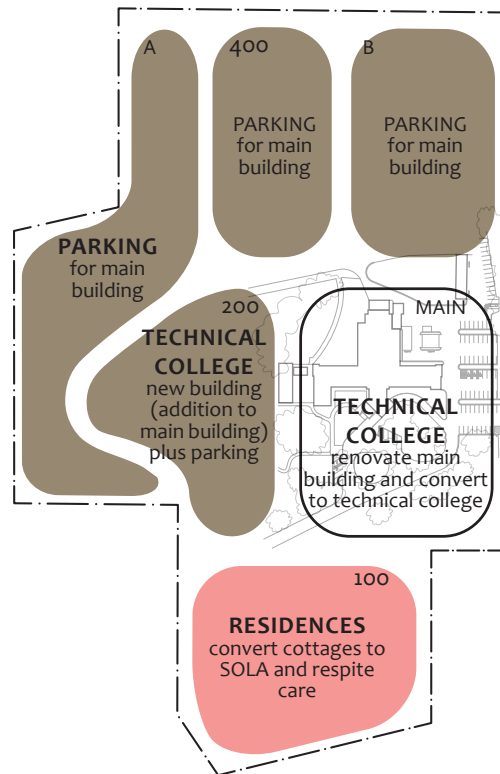 A
400
B
PARKING
for main
building
PARKING
for main
building
PARKING
for main
building
200
TECHNICAL
COLLEGE
new building
(addition to
main building)
plus parking
MAIN
TECHNICAL
COLLEGE
renovate main
building and convert
to technical college
100
RESIDENCES
convert cottages to
SOLA and respite
care